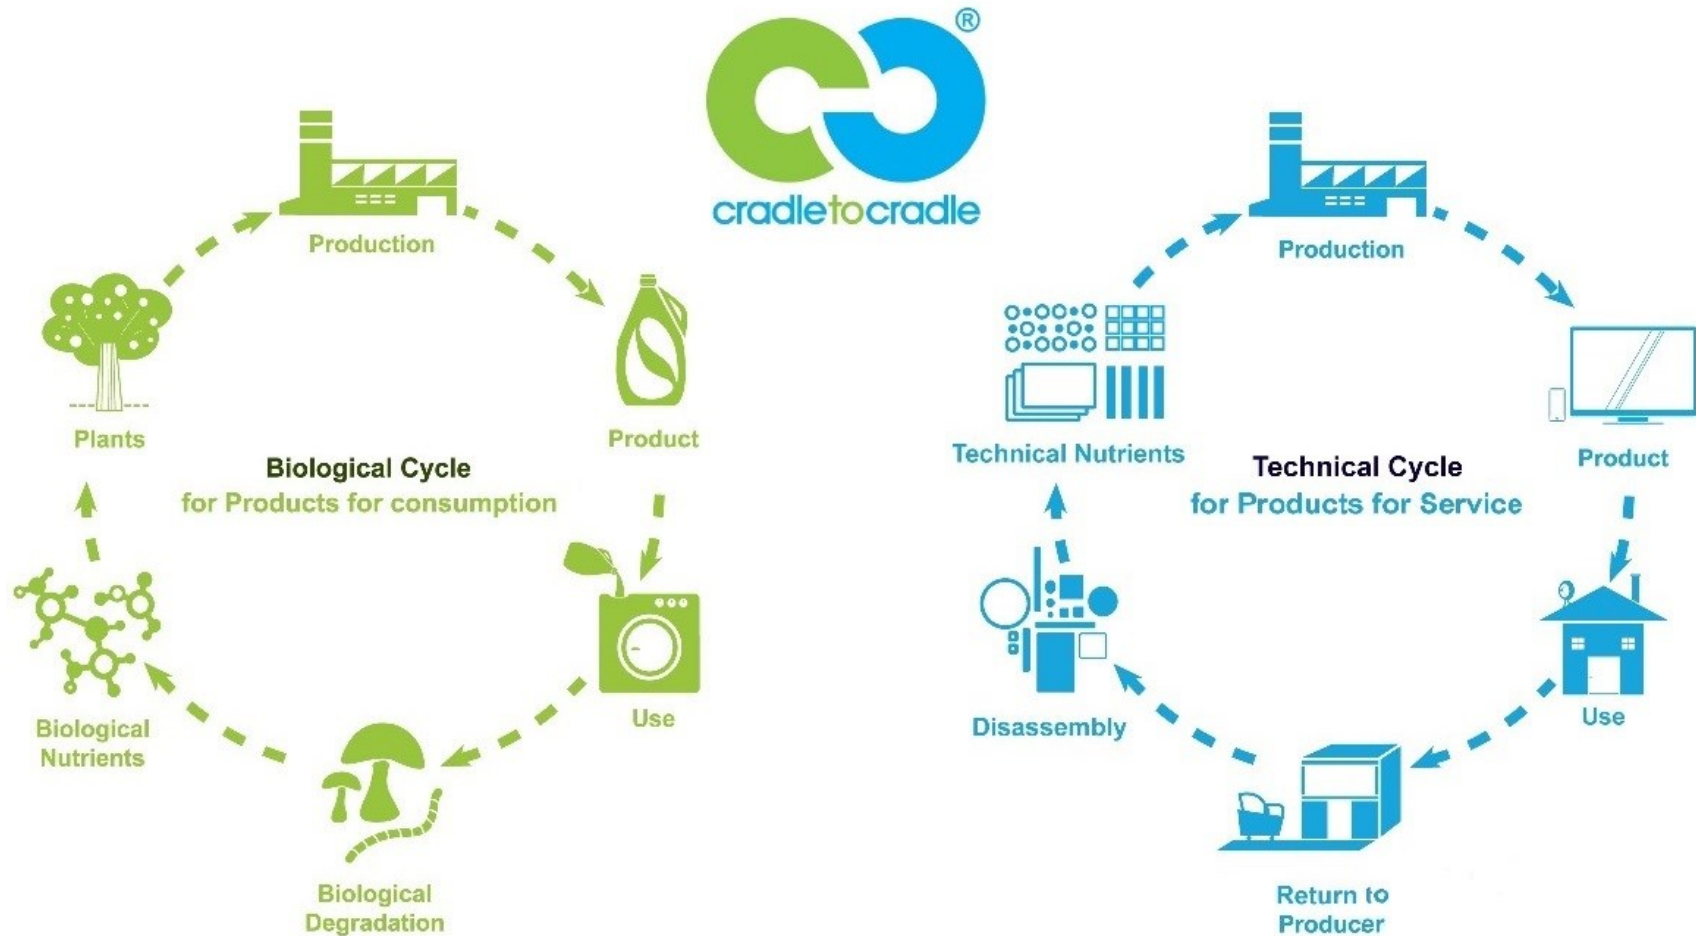 ®
cradletocradle
Production
Product
Use
Biological
Degradation
Biological
Nutrients
Plants
Biological Cycle
for Products for consumption
Production
Product
Use
Return to
Producer
Disassembly
Technical Nutrients
Technical Cycle
for Products for Service